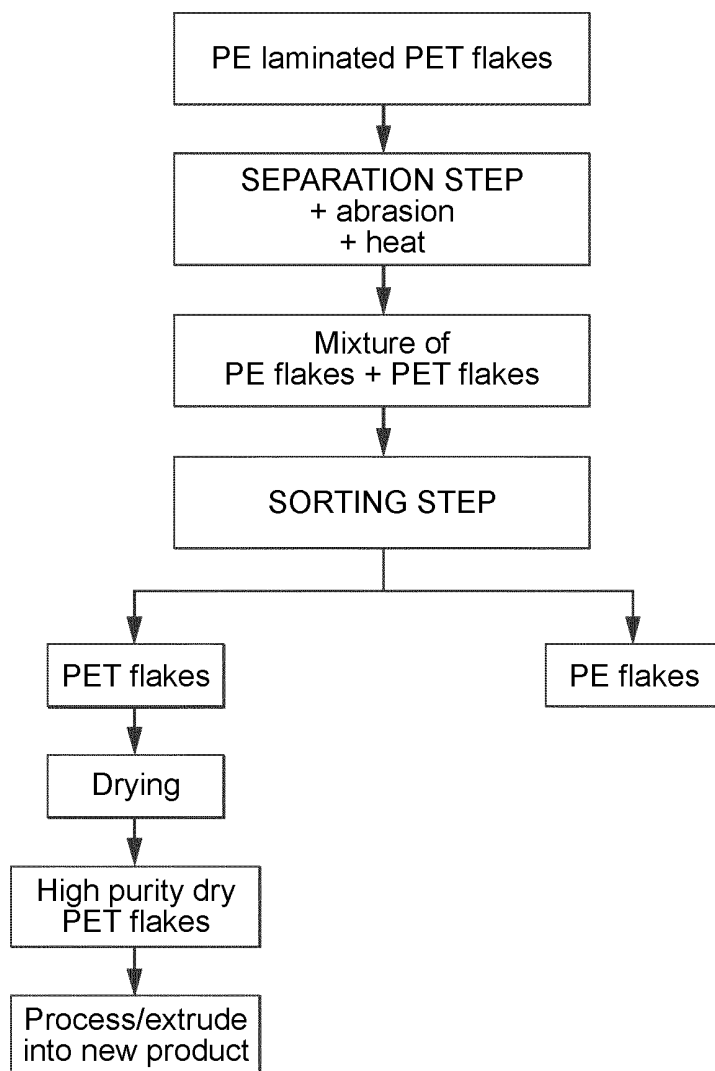 PE laminated PET flakes
SEPARATION STEP
+ abrasion
+ heat
Mixture of
PE flakes + PET flakes
SORTING STEP
PET flakes
PE flakes
Drying
High purity dry
PET flakes
Process/extrude
into new product